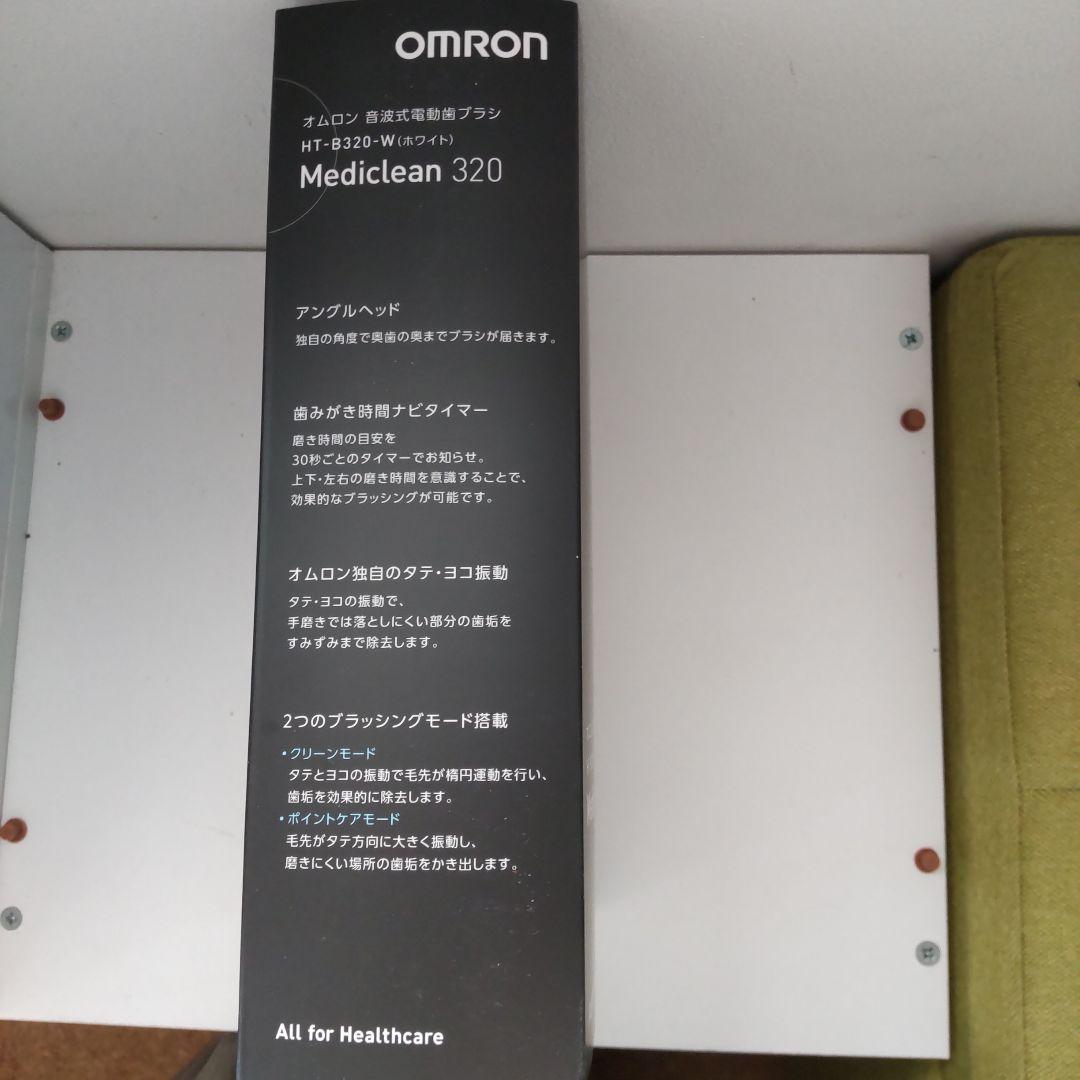 OMRON
オムロン 音波式電動歯ブラシ
HT-B320-W(ホワイト)
Mediclean 320
アングルヘッド
独自の角度で奥歯の奥までブラシが届きます。
歯みがき時間ナビタイマー
磨き時間の目安を
30秒ごとのタイマーでお知らせ。
上下・左右の磨き時間を意識することで、
効果的なブラッシングが可能です。
オムロン独自のタテ・ヨコ振動
タテ・ヨコの振動で、
手磨きでは落としにくい部分の歯垢を
すみずみまで除去します。
2つのブラッシングモード搭載
・クリーンモード
タテとヨコの振動で毛先が楕円運動を行い、
歯垢を効果的に除去します。
・ポイントケアモード
毛先がタテ方向に大きく振動し、
磨きにくい場所の歯垢をかき出します。
All for Healthcare